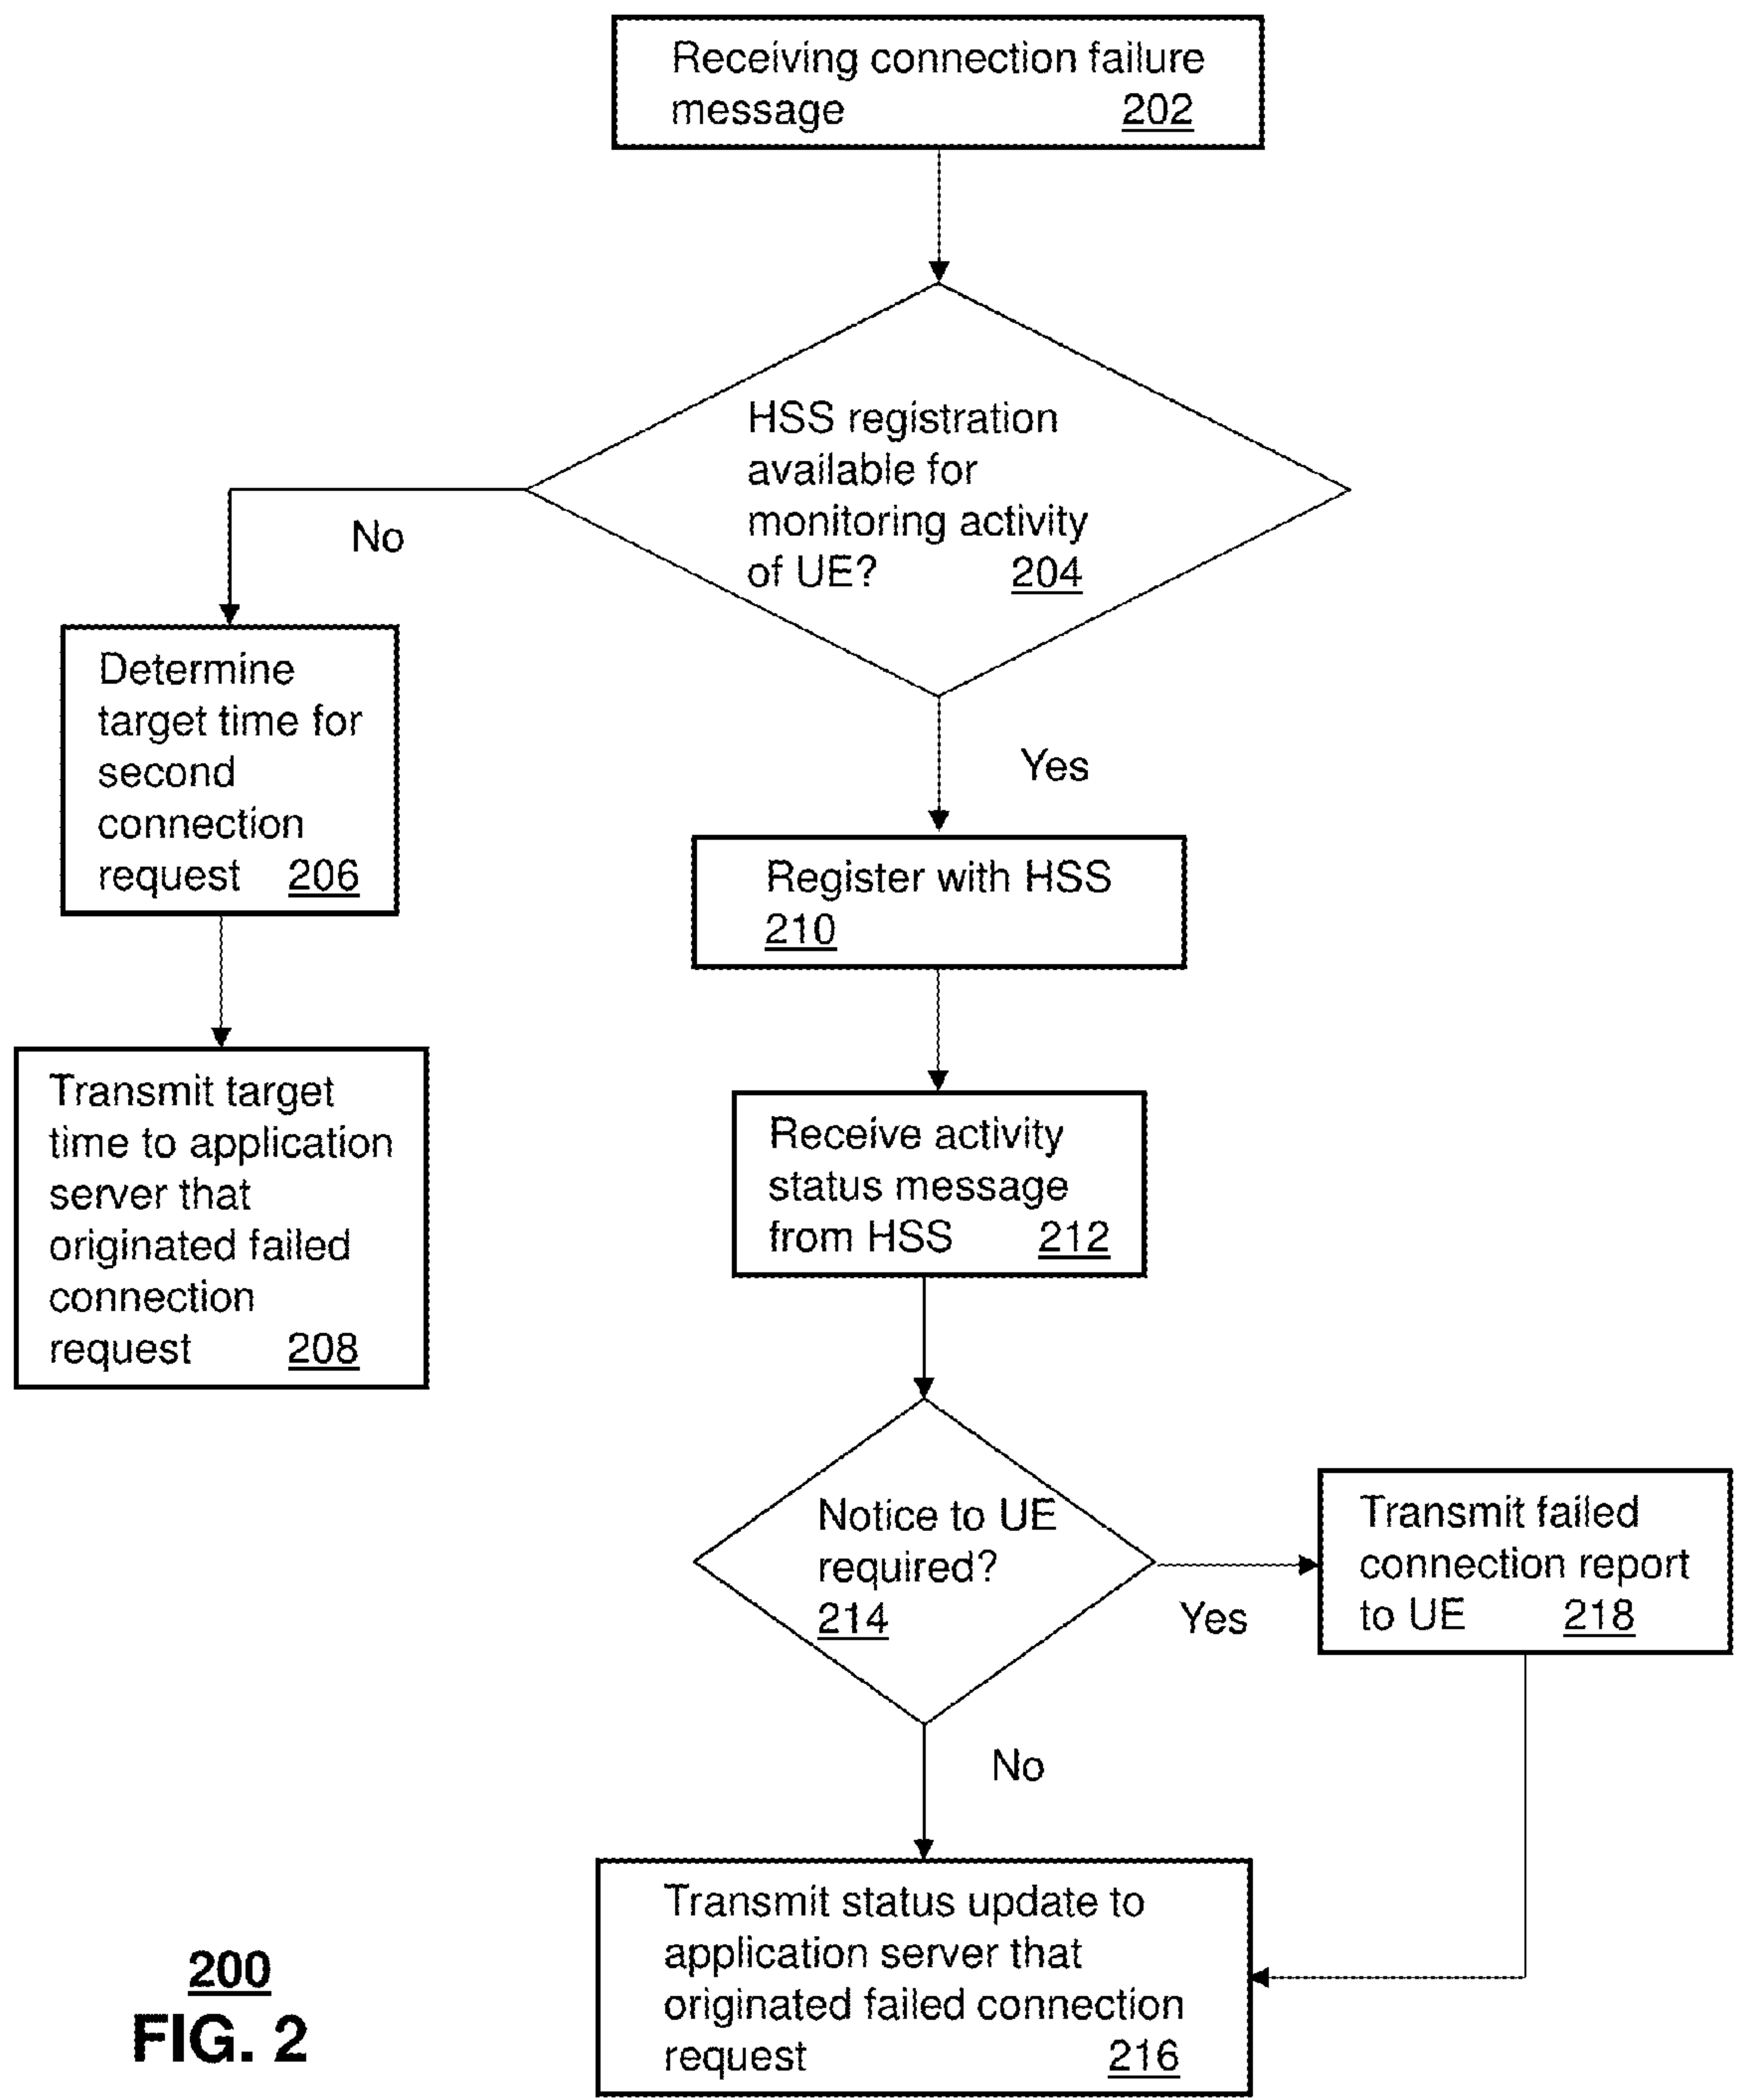 Receiving connection failure
message 202
HSS registration
available for
monitoring activity
of UE? 204
No
Determine
target time for
second
connection
request 206
Transmit target
time to application
server that
originated failed
connection
request 208
Yes
Register with HSS
210
Receive activity
status message
from HSS 212
Notice to UE
required?
214
Yes
Transmit failed
connection report
to UE 218
No
Transmit status update to
application server that
originated failed connection
request 216
200
FIG. 2